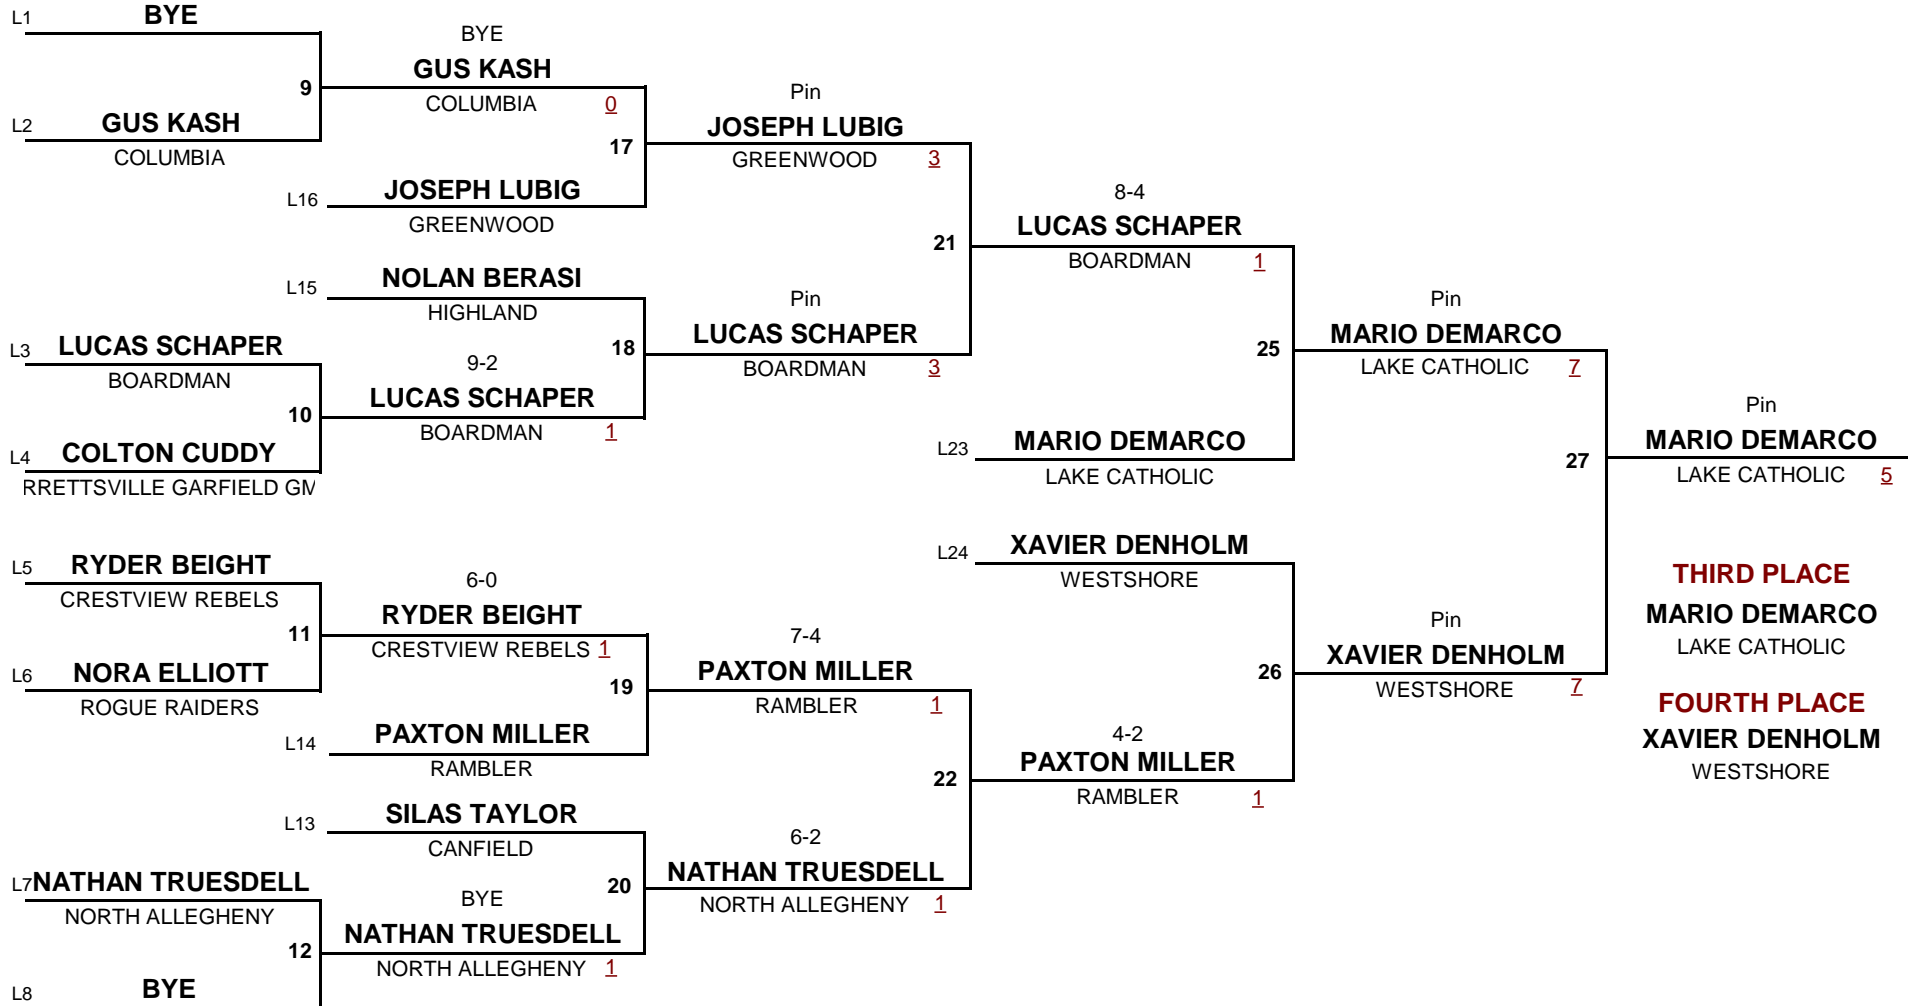 L1 BYE
BYE
GUS KASH
9
COLUMBIA 0
L2 GUS KASH
COLUMBIA
Pin
JOSEPH LUBIG
17
GREENWOOD 3
L16 JOSEPH LUBIG
GREENWOOD
8-4
LUCAS SCHAPER
21
BOARDMAN 1
L15 NOLAN BERASI
HIGHLAND
Pin
LUCAS SCHAPER
18
BOARDMAN 3
L3 LUCAS SCHAPER
BOARDMAN
9-2
LUCAS SCHAPER
10
BOARDMAN 1
L4 COLTON CUDDY
RRETTSVILLE GARFIELD GM
Pin
MARIO DEMARCO
25
LAKE CATHOLIC 7
L23 MARIO DEMARCO
LAKE CATHOLIC
Pin
MARIO DEMARCO
27
LAKE CATHOLIC 5
L5 RYDER BEIGHT
CRESTVIEW REBELS
6-0
RYDER BEIGHT
11
CRESTVIEW REBELS 1
L6 NORA ELLIOTT
ROGUE RAIDERS
7-4
PAXTON MILLER
19
RAMBLER 1
L14 PAXTON MILLER
RAMBLER
L24 XAVIER DENHOLM
WESTSHORE
Pin
XAVIER DENHOLM
26
WESTSHORE 7
4-2
PAXTON MILLER
22
RAMBLER 1
L13 SILAS TAYLOR
CANFIELD
6-2
NATHAN TRUESDELL
20
NORTH ALLEGHENY 1
L7 NATHAN TRUESDELL
NORTH ALLEGHENY
BYE
NATHAN TRUESDELL
12
NORTH ALLEGHENY 1
L8 BYE
THIRD PLACE
MARIO DEMARCO
LAKE CATHOLIC
FOURTH PLACE
XAVIER DENHOLM
WESTSHORE